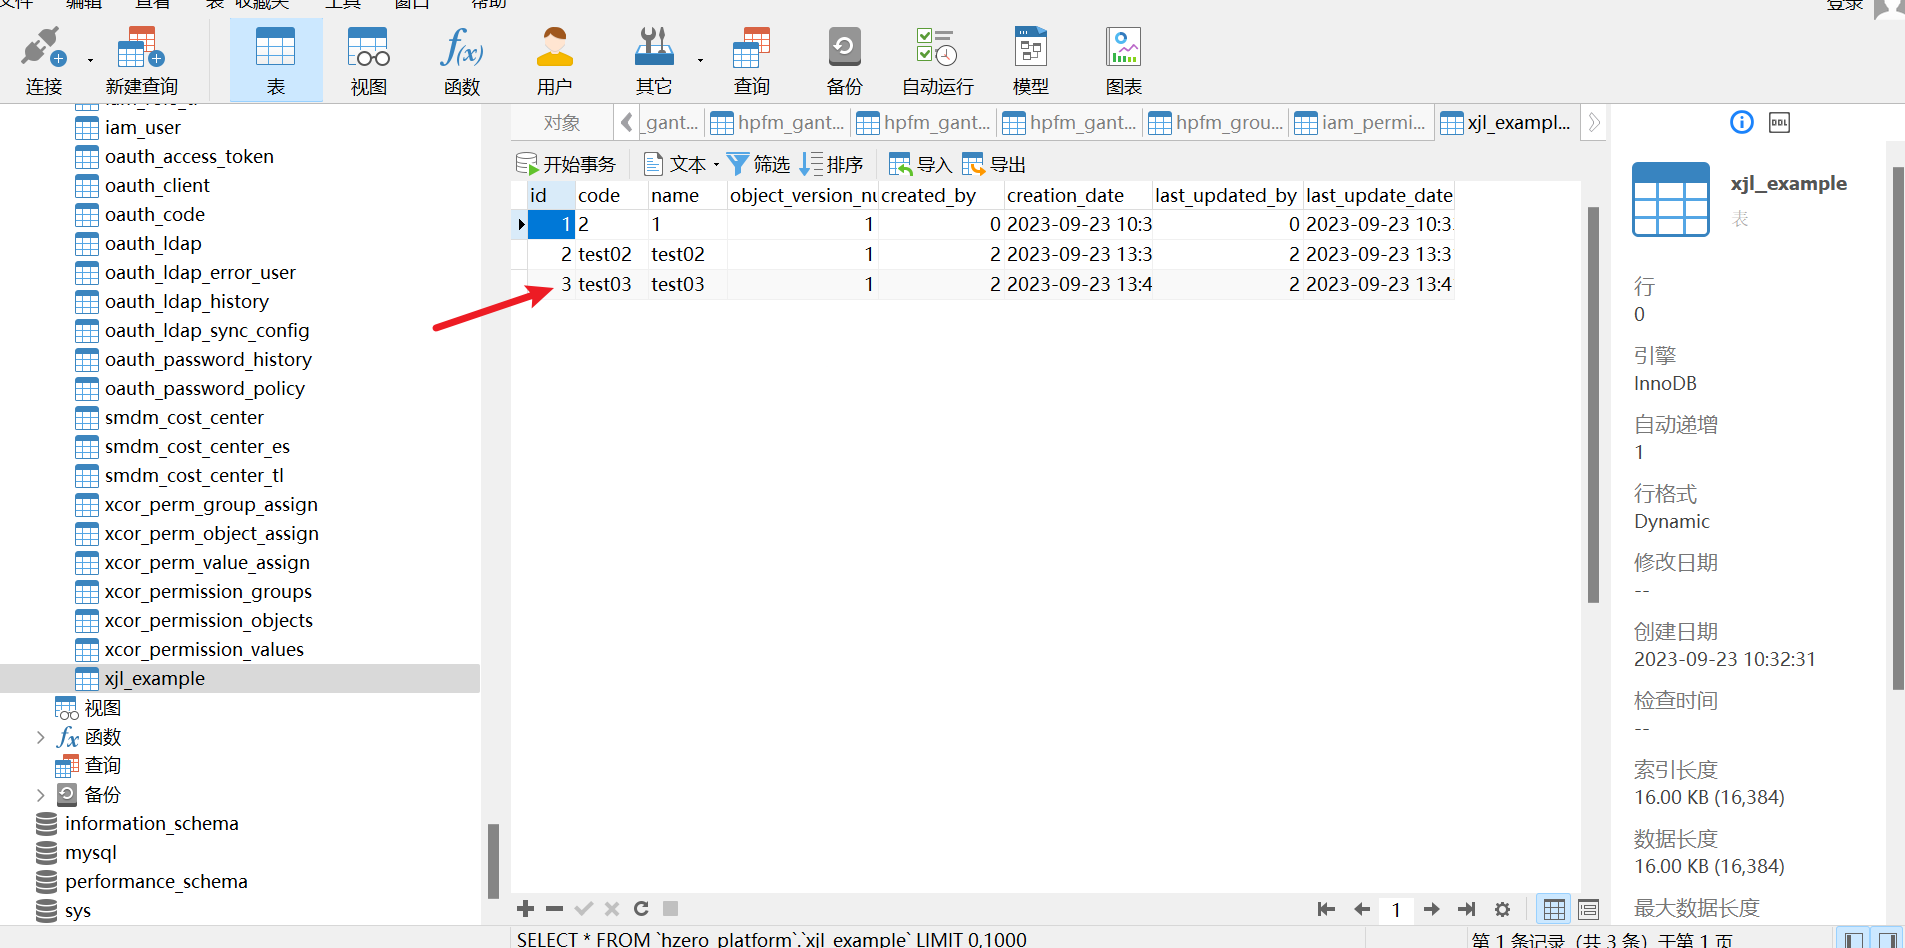 文件 编辑 查看 表 收藏夹 工具 窗口 帮助 登录
连接 新建查询 表 视图 函数 用户 其它 查询 备份 自动运行 模型 图表
iam_user
oauth_access_token
oauth_client
oauth_code
oauth_ldap
oauth_ldap_error_user
oauth_ldap_history
oauth_ldap_sync_config
oauth_password_history
oauth_password_policy
smdm_cost_center
smdm_cost_center_es
smdm_cost_center_tl
xcor_perm_group_assign
xcor_perm_object_assign
xcor_perm_value_assign
xcor_permission_groups
xcor_permission_objects
xcor_permission_values
xjl_example
视图
函数
查询
备份
information_schema
mysql
performance_schema
sys
对象 _gant... hpfm_gant... hpfm_gant... hpfm_gant... hpfm_grou... iam_permi... xjl_exampl...
开始事务 文本 筛选 排序 导入 导出
id code name object_version_nu created_by creation_date last_updated_by last_update_date
1 2 1 1 0 2023-09-23 10:3 0 2023-09-23 10:3
2 test02 test02 1 2 2023-09-23 13:3 2 2023-09-23 13:3
3 test03 test03 1 2 2023-09-23 13:4 2 2023-09-23 13:4
1
SELECT * FROM `hzero_platform`.`xjl_example` LIMIT 0,1000
第 1 条记录（共 3 条）于第 1 页
DDL
xjl_example
表
行
0
引擎
InnoDB
自动递增
1
行格式
Dynamic
修改日期
--
创建日期
2023-09-23 10:32:31
检查时间
--
索引长度
16.00 KB (16,384)
数据长度
16.00 KB (16,384)
最大数据长度